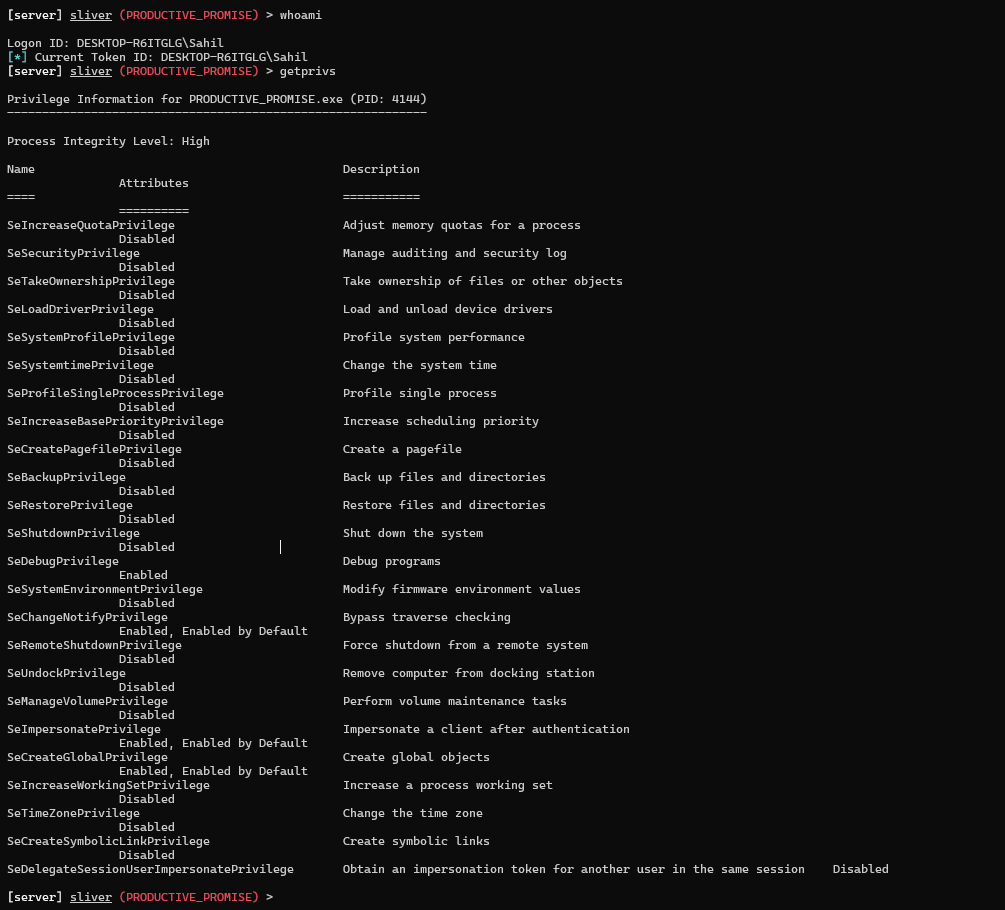 [server] sliver (PRODUCTIVE_PROMISE) > whoami
Logon ID: DESKTOP-R6ITGLG\Sahil
[*] Current Token ID: DESKTOP-R6ITGLG\Sahil
[server] sliver (PRODUCTIVE_PROMISE) > getprivs
Privilege Information for PRODUCTIVE_PROMISE.exe (PID: 4144)
------------------------------------------------------------
Process Integrity Level: High
Name Description
Attributes
==== ===========
==========
SeIncreaseQuotaPrivilege Adjust memory quotas for a process
Disabled
SeSecurityPrivilege Manage auditing and security log
Disabled
SeTakeOwnershipPrivilege Take ownership of files or other objects
Disabled
SeLoadDriverPrivilege Load and unload device drivers
Disabled
SeSystemProfilePrivilege Profile system performance
Disabled
SeSystemtimePrivilege Change the system time
Disabled
SeProfileSingleProcessPrivilege Profile single process
Disabled
SeIncreaseBasePriorityPrivilege Increase scheduling priority
Disabled
SeCreatePagefilePrivilege Create a pagefile
Disabled
SeBackupPrivilege Back up files and directories
Disabled
SeRestorePrivilege Restore files and directories
Disabled
SeShutdownPrivilege Shut down the system
Disabled
SeDebugPrivilege Debug programs
Enabled
SeSystemEnvironmentPrivilege Modify firmware environment values
Disabled
SeChangeNotifyPrivilege Bypass traverse checking
Enabled, Enabled by Default
SeRemoteShutdownPrivilege Force shutdown from a remote system
Disabled
SeUndockPrivilege Remove computer from docking station
Disabled
SeManageVolumePrivilege Perform volume maintenance tasks
Disabled
SeImpersonatePrivilege Impersonate a client after authentication
Enabled, Enabled by Default
SeCreateGlobalPrivilege Create global objects
Enabled, Enabled by Default
SeIncreaseWorkingSetPrivilege Increase a process working set
Disabled
SeTimeZonePrivilege Change the time zone
Disabled
SeCreateSymbolicLinkPrivilege Create symbolic links
Disabled
SeDelegateSessionUserImpersonatePrivilege Obtain an impersonation token for another user in the same session Disabled
[server] sliver (PRODUCTIVE_PROMISE) >